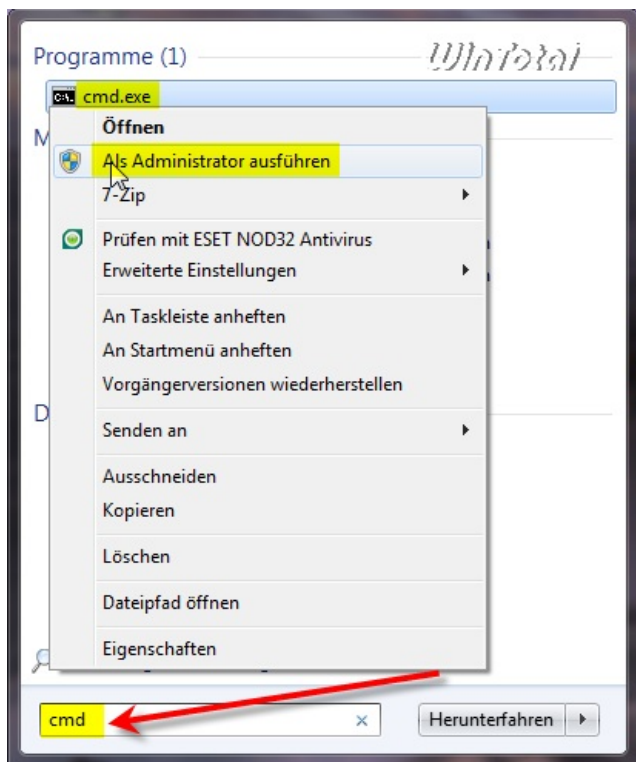 Programme (1)
WinTotal
cmd.exe
Öffnen
Als Administrator ausführen
7-Zip
Prüfen mit ESET NOD32 Antivirus
Erweiterte Einstellungen
An Taskleiste anheften
An Startmenü anheften
Vorgängerversionen wiederherstellen
Senden an
Ausschneiden
Kopieren
Löschen
Dateipfad öffnen
Eigenschaften
cmd
Herunterfahren